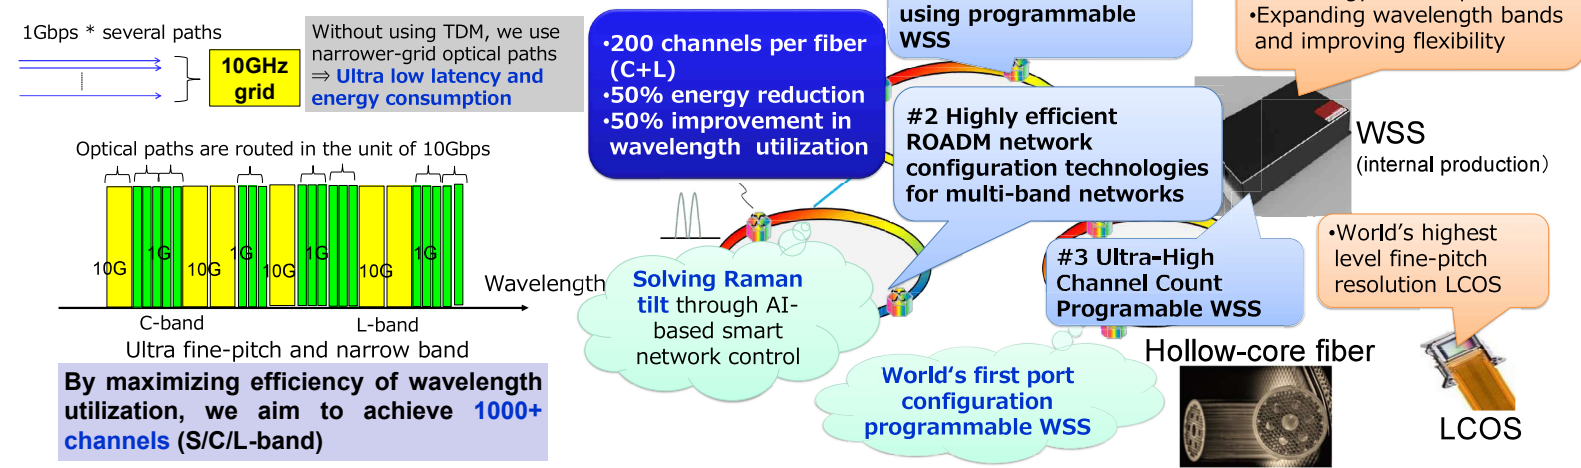 1Gbps * several paths
10GHz
grid
Without using TDM, we use
narrower-grid optical paths
⇒ Ultra low latency and
energy consumption
Optical paths are routed in the unit of 10Gbps
10G
1G
10G
10G
1G
10G
1G
10G
1G
Wavelength
C-band
L-band
Ultra fine-pitch and narrow band
By maximizing efficiency of wavelength
utilization, we aim to achieve 1000+
channels (S/C/L-band)
•200 channels per fiber
(C+L)
•50% energy reduction
•50% improvement in
wavelength utilization
using programmable
WSS
•Expanding wavelength bands
and improving flexibility
#2 Highly efficient
ROADM network
configuration technologies
for multi-band networks
WSS
(internal production)
#3 Ultra-High
Channel Count
Programable WSS
•World's highest
level fine-pitch
resolution LCOS
Solving Raman
tilt through AI-
based smart
network control
World's first port
configuration
programmable WSS
Hollow-core fiber
LCOS